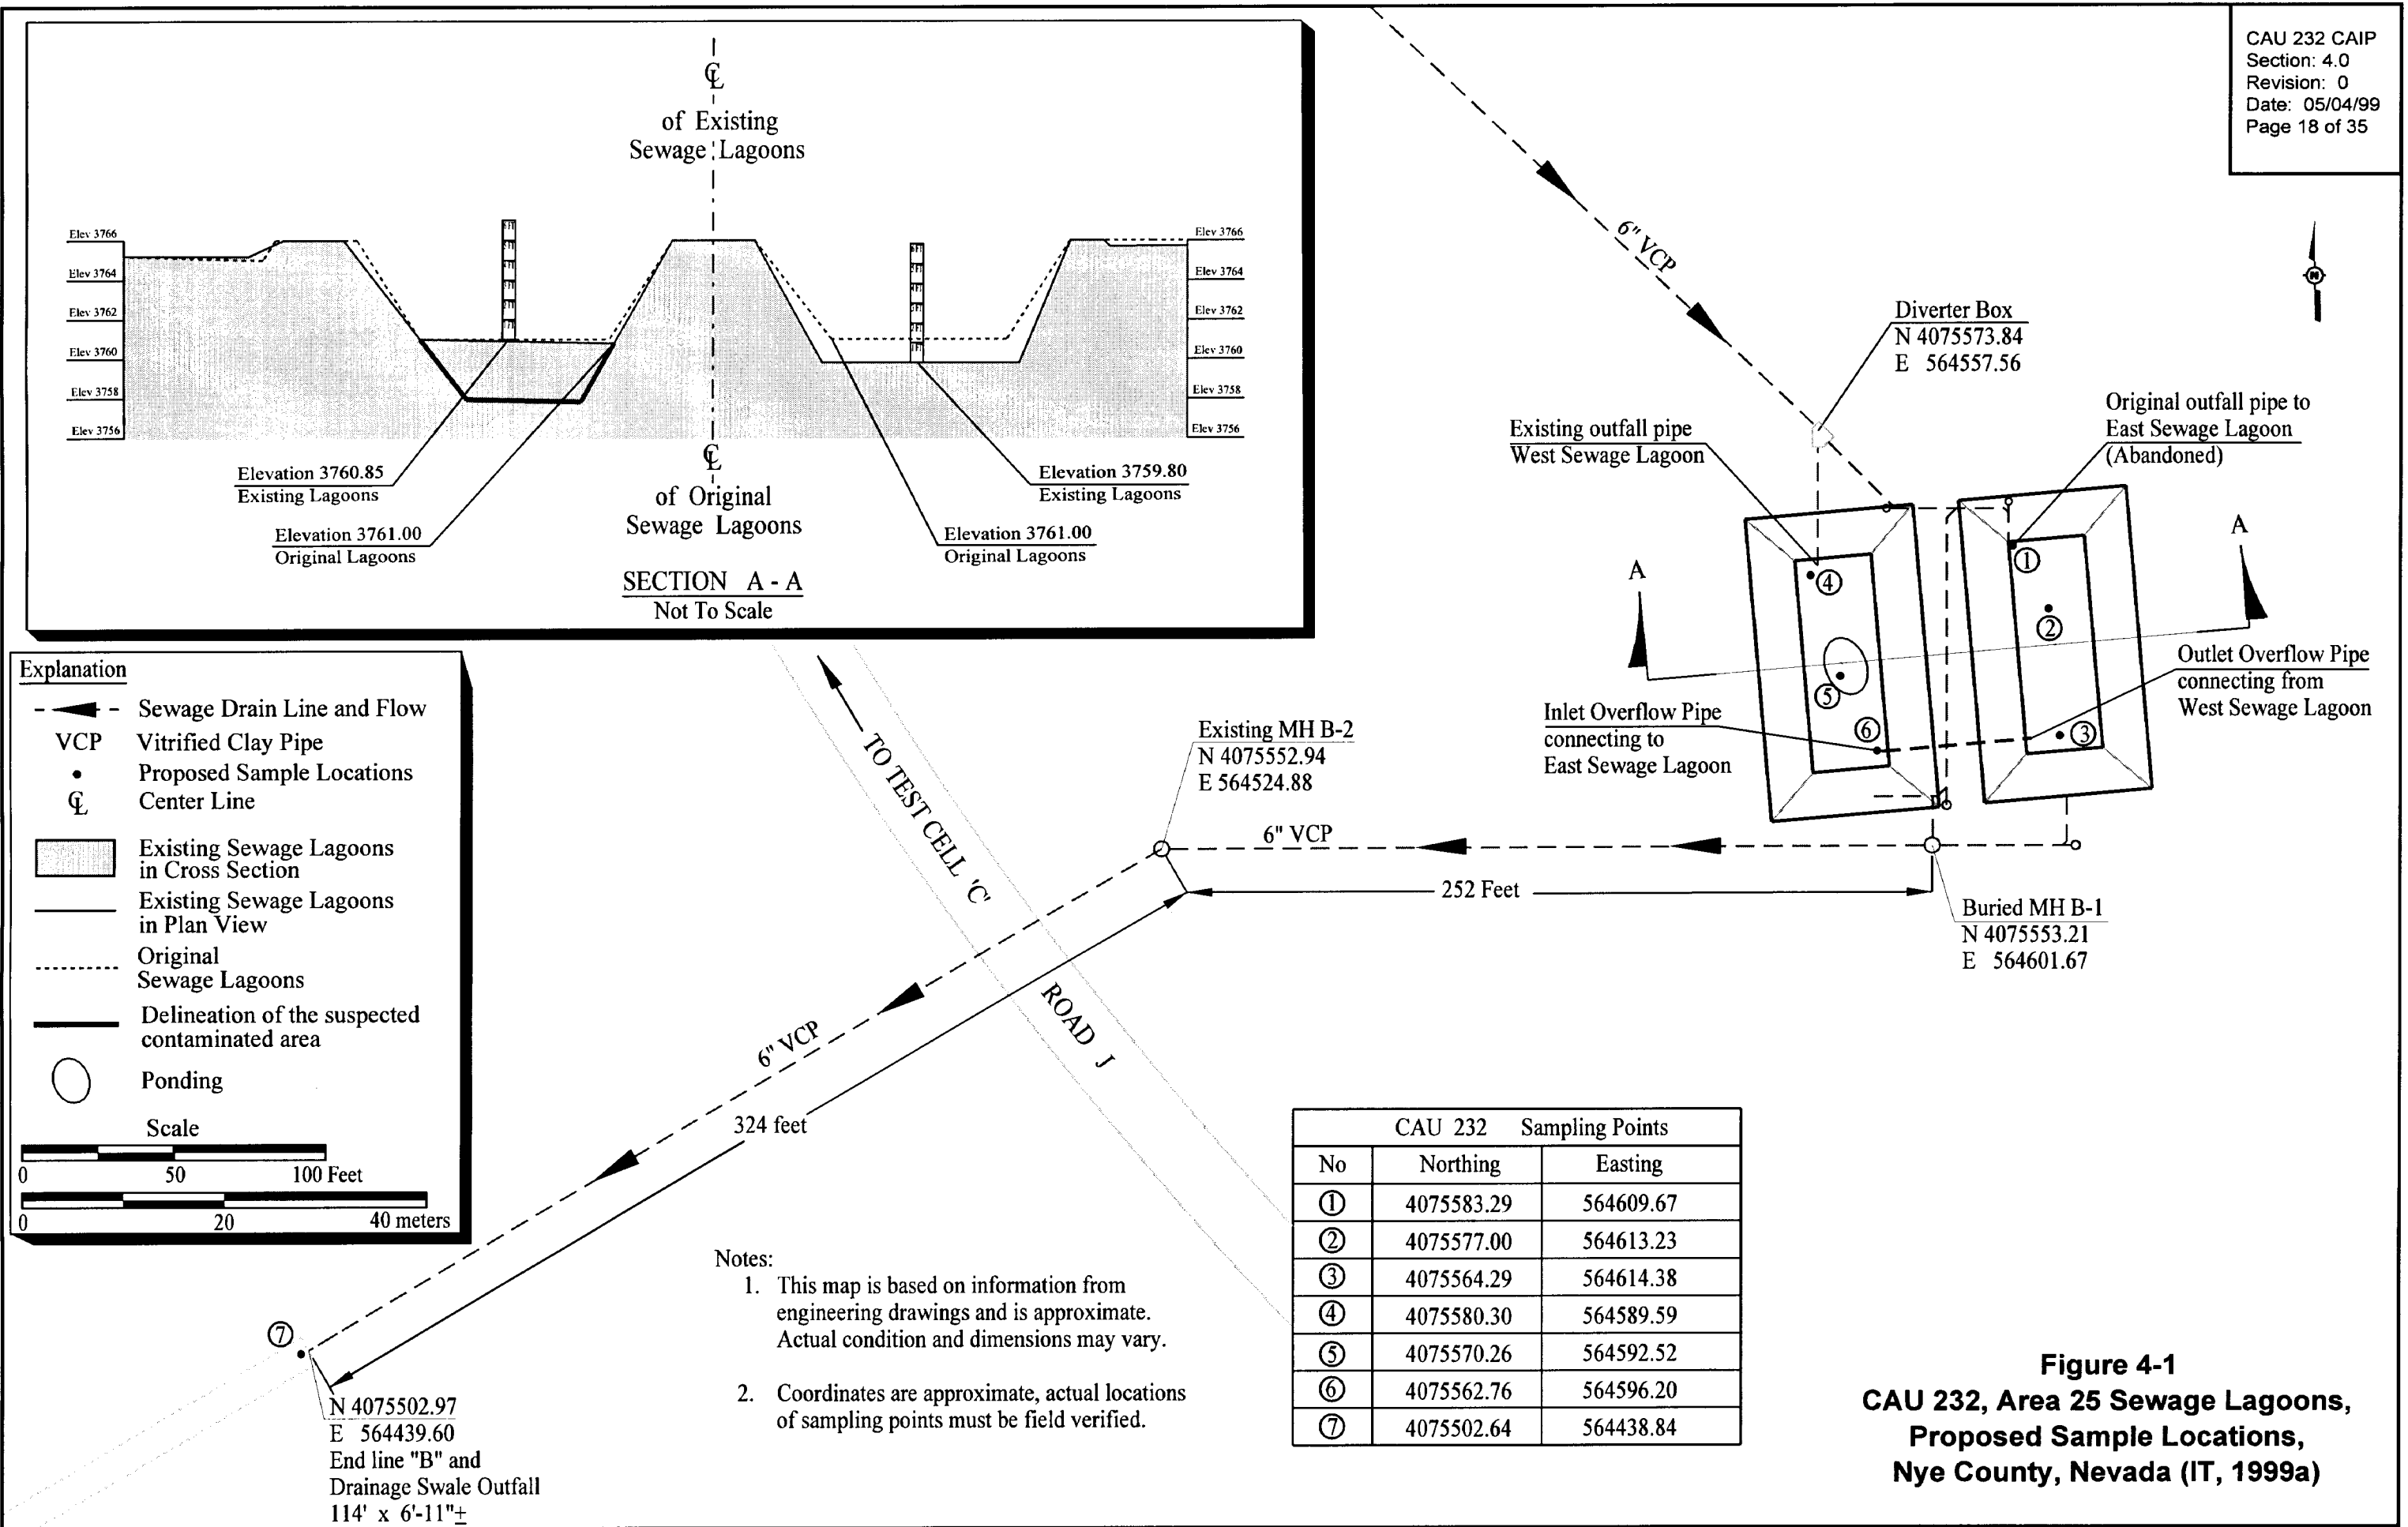 CAU 232 CAIP
Section: 4.0
Revision: 0
Date: 05/04/99
Page 18 of 35
℄
of Existing
Sewage Lagoons
Elev 3766
Elev 3764
Elev 3762
Elev 3760
Elev 3758
Elev 3756
Elev 3766
Elev 3764
Elev 3762
Elev 3760
Elev 3758
Elev 3756
Elevation 3760.85
Existing Lagoons
Elevation 3761.00
Original Lagoons
℄
of Original
Sewage Lagoons
Elevation 3759.80
Existing Lagoons
Elevation 3761.00
Original Lagoons
SECTION A - A
Not To Scale
6" VCP
N
Diverter Box
N 4075573.84
E 564557.56
Existing outfall pipe
West Sewage Lagoon
Original outfall pipe to
East Sewage Lagoon
(Abandoned)
A
A
①
②
③
④
⑤
⑥
Outlet Overflow Pipe
connecting from
West Sewage Lagoon
Inlet Overflow Pipe
connecting to
East Sewage Lagoon
Existing MH B-2
N 4075552.94
E 564524.88
6" VCP
252 Feet
Buried MH B-1
N 4075553.21
E 564601.67
TO TEST CELL 'C'
ROAD J
6" VCP
324 feet
⑦
N 4075502.97
E 564439.60
End line "B" and
Drainage Swale Outfall
114' x 6'-11"±
Explanation
Sewage Drain Line and Flow
VCP Vitrified Clay Pipe
Proposed Sample Locations
℄ Center Line
Existing Sewage Lagoons
in Cross Section
Existing Sewage Lagoons
in Plan View
Original
Sewage Lagoons
Delineation of the suspected
contaminated area
Ponding
Scale
0 50 100 Feet
0 20 40 meters
Notes:
1. This map is based on information from
engineering drawings and is approximate.
Actual condition and dimensions may vary.
2. Coordinates are approximate, actual locations
of sampling points must be field verified.
CAU 232 Sampling Points
No Northing Easting
① 4075583.29 564609.67
② 4075577.00 564613.23
③ 4075564.29 564614.38
④ 4075580.30 564589.59
⑤ 4075570.26 564592.52
⑥ 4075562.76 564596.20
⑦ 4075502.64 564438.84
Figure 4-1
CAU 232, Area 25 Sewage Lagoons,
Proposed Sample Locations,
Nye County, Nevada (IT, 1999a)